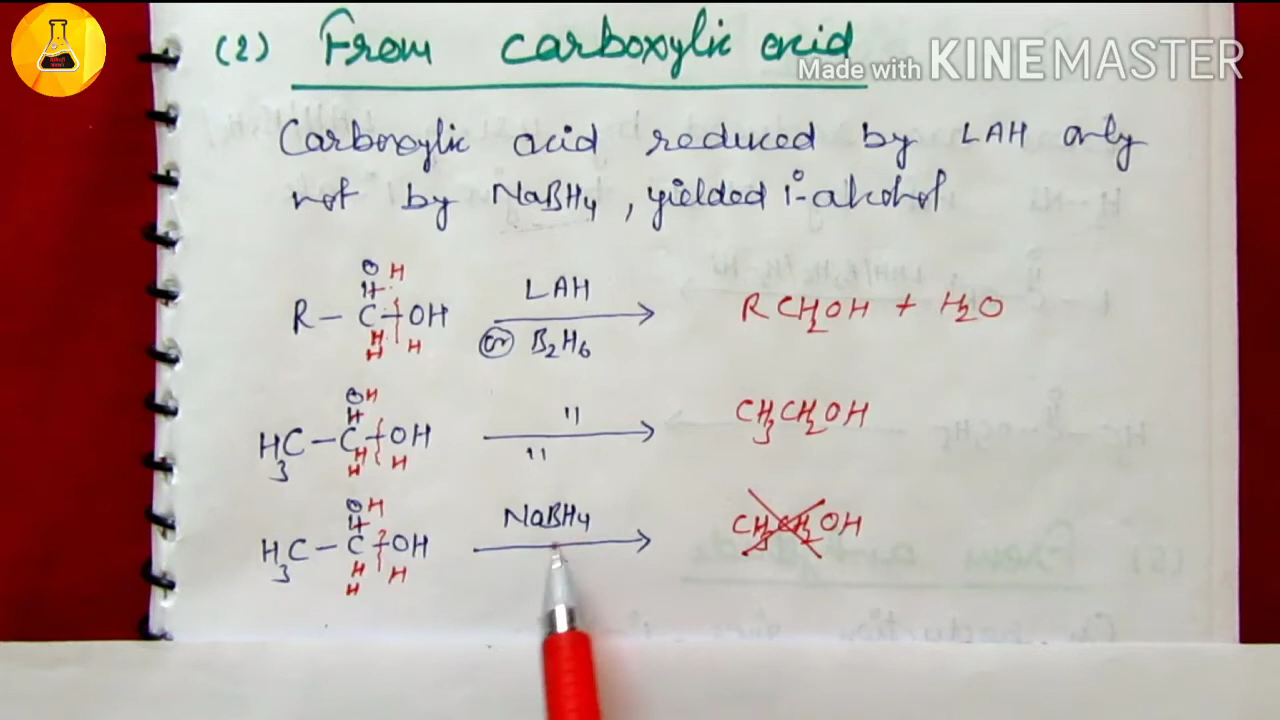 (2) From carboxylic acid
Made with KINEMASTER
Carboxylic acid reduced by LAH only
not by NaBH4, yielded 1°-alcohol
O H
R – C – OH LAH RCH2OH + H2O
H H or B2H6
H
O H
H3C – C – OH " CH3CH2OH
H H "
H
O H
H3C – C – OH NaBH4 CH3CH2OH
H H
H